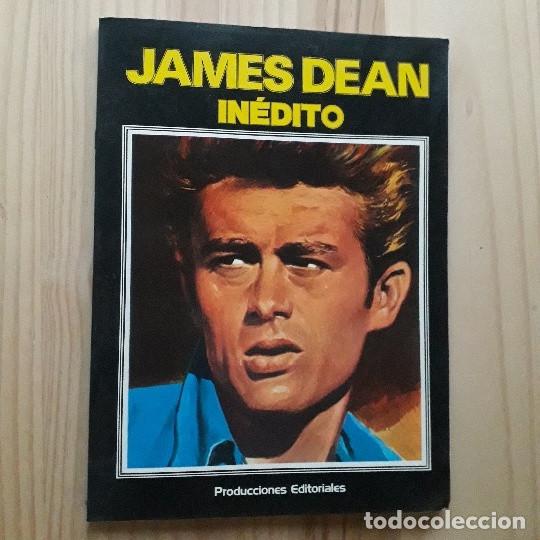 JAMES DEAN
INÉDITO
Producciones Editoriales
todocoleccion